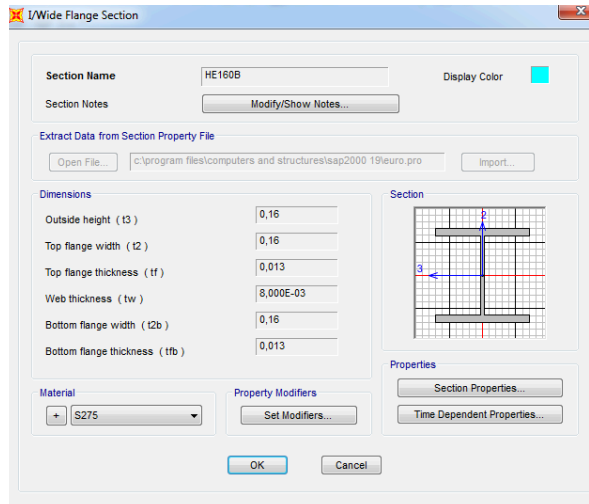 I/Wide Flange Section
Section Name HE160B Display Color
Section Notes Modify/Show Notes...
Extract Data from Section Property File
Open File... c:\program files\computers and structures\sap2000 19\euro.pro Import...
Dimensions Section
Outside height ( t3 ) 0,16
Top flange width ( t2 ) 0,16
Top flange thickness ( tf ) 0,013
Web thickness ( tw ) 8,000E-03
Bottom flange width ( t2b ) 0,16
Bottom flange thickness ( tfb ) 0,013
2
3
Properties
Section Properties...
Time Dependent Properties...
Material Property Modifiers
+ S275 Set Modifiers...
OK Cancel